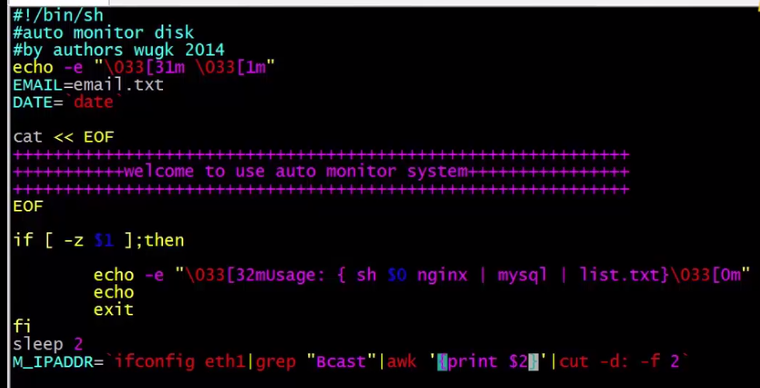 #!/bin/sh
#auto monitor disk
#by authors wugk 2014
echo -e "\033[31m \033[1m"
EMAIL=email.txt
DATE=`date`
cat << EOF
+++++++++++++++++++++++++++++++++++++++++++++++++++++++++++++
+++++++++++welcome to use auto monitor system++++++++++++++++
+++++++++++++++++++++++++++++++++++++++++++++++++++++++++++++
EOF
if [ -z $1 ];then
echo -e "\033[32mUsage: { sh $0 nginx | mysql | list.txt}\033[0m"
echo
exit
fi
sleep 2
M_IPADDR=`ifconfig eth1|grep "Bcast"|awk '{print $2}'|cut -d: -f 2`